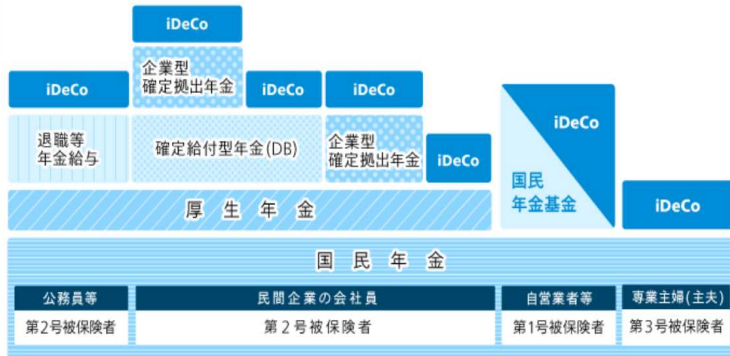 iDeCo
企業型
確定拠出年金
iDeCo
iDeCo
iDeCo
退職等
年金給与
確定給付型年金(DB)
企業型
確定拠出年金
iDeCo
iDeCo
国民
年金基金
iDeCo
厚生年金
国民年金
公務員等
民間企業の会社員
自営業者等
専業主婦(主夫)
第2号被保険者
第2号被保険者
第1号被保険者
第3号被保険者